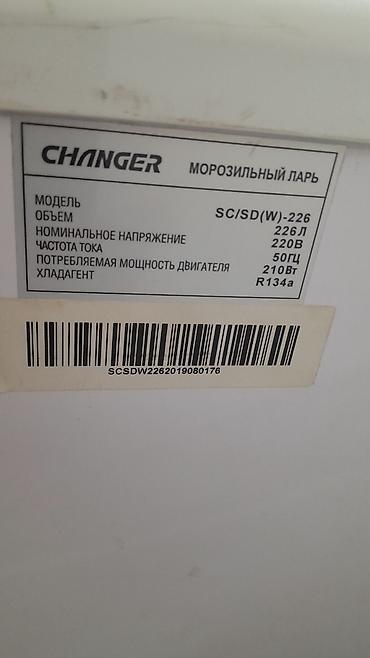 CHANGER МОРОЗИЛЬНЫЙ ЛАРЬ
МОДЕЛЬ SC/SD(W)-226
ОБЪЕМ 226Л
НОМИНАЛЬНОЕ НАПРЯЖЕНИЕ 220В
ЧАСТОТА ТОКА 50ГЦ
ПОТРЕБЛЯЕМАЯ МОЩНОСТЬ ДВИГАТЕЛЯ 210Вт
ХЛАДАГЕНТ R134a
SCSDW2262019080176